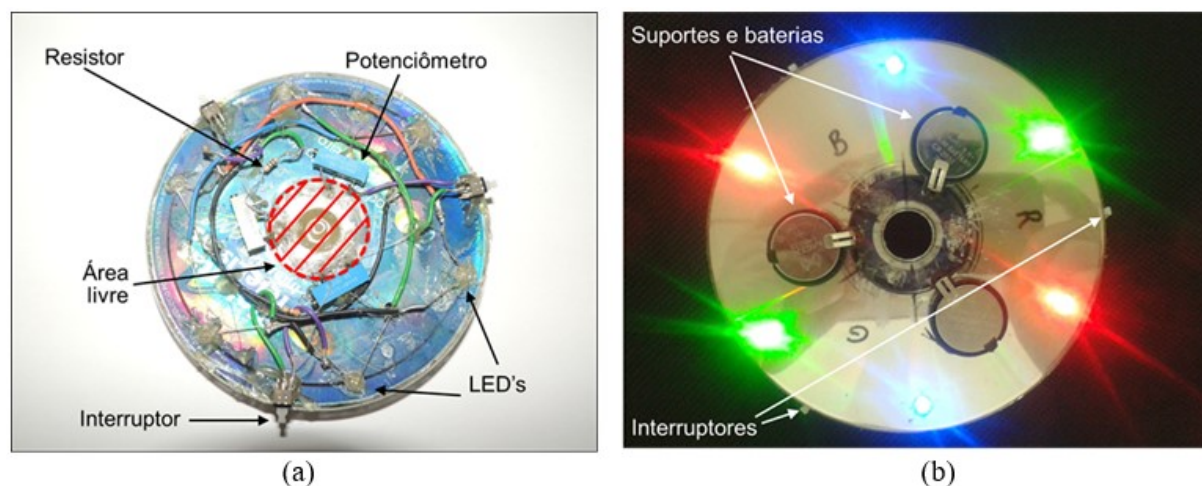 Resistor
Potenciômetro
Área
livre
LED's
Interruptor
(a)
Suportes e baterias
B
R
G
Interruptores
(b)